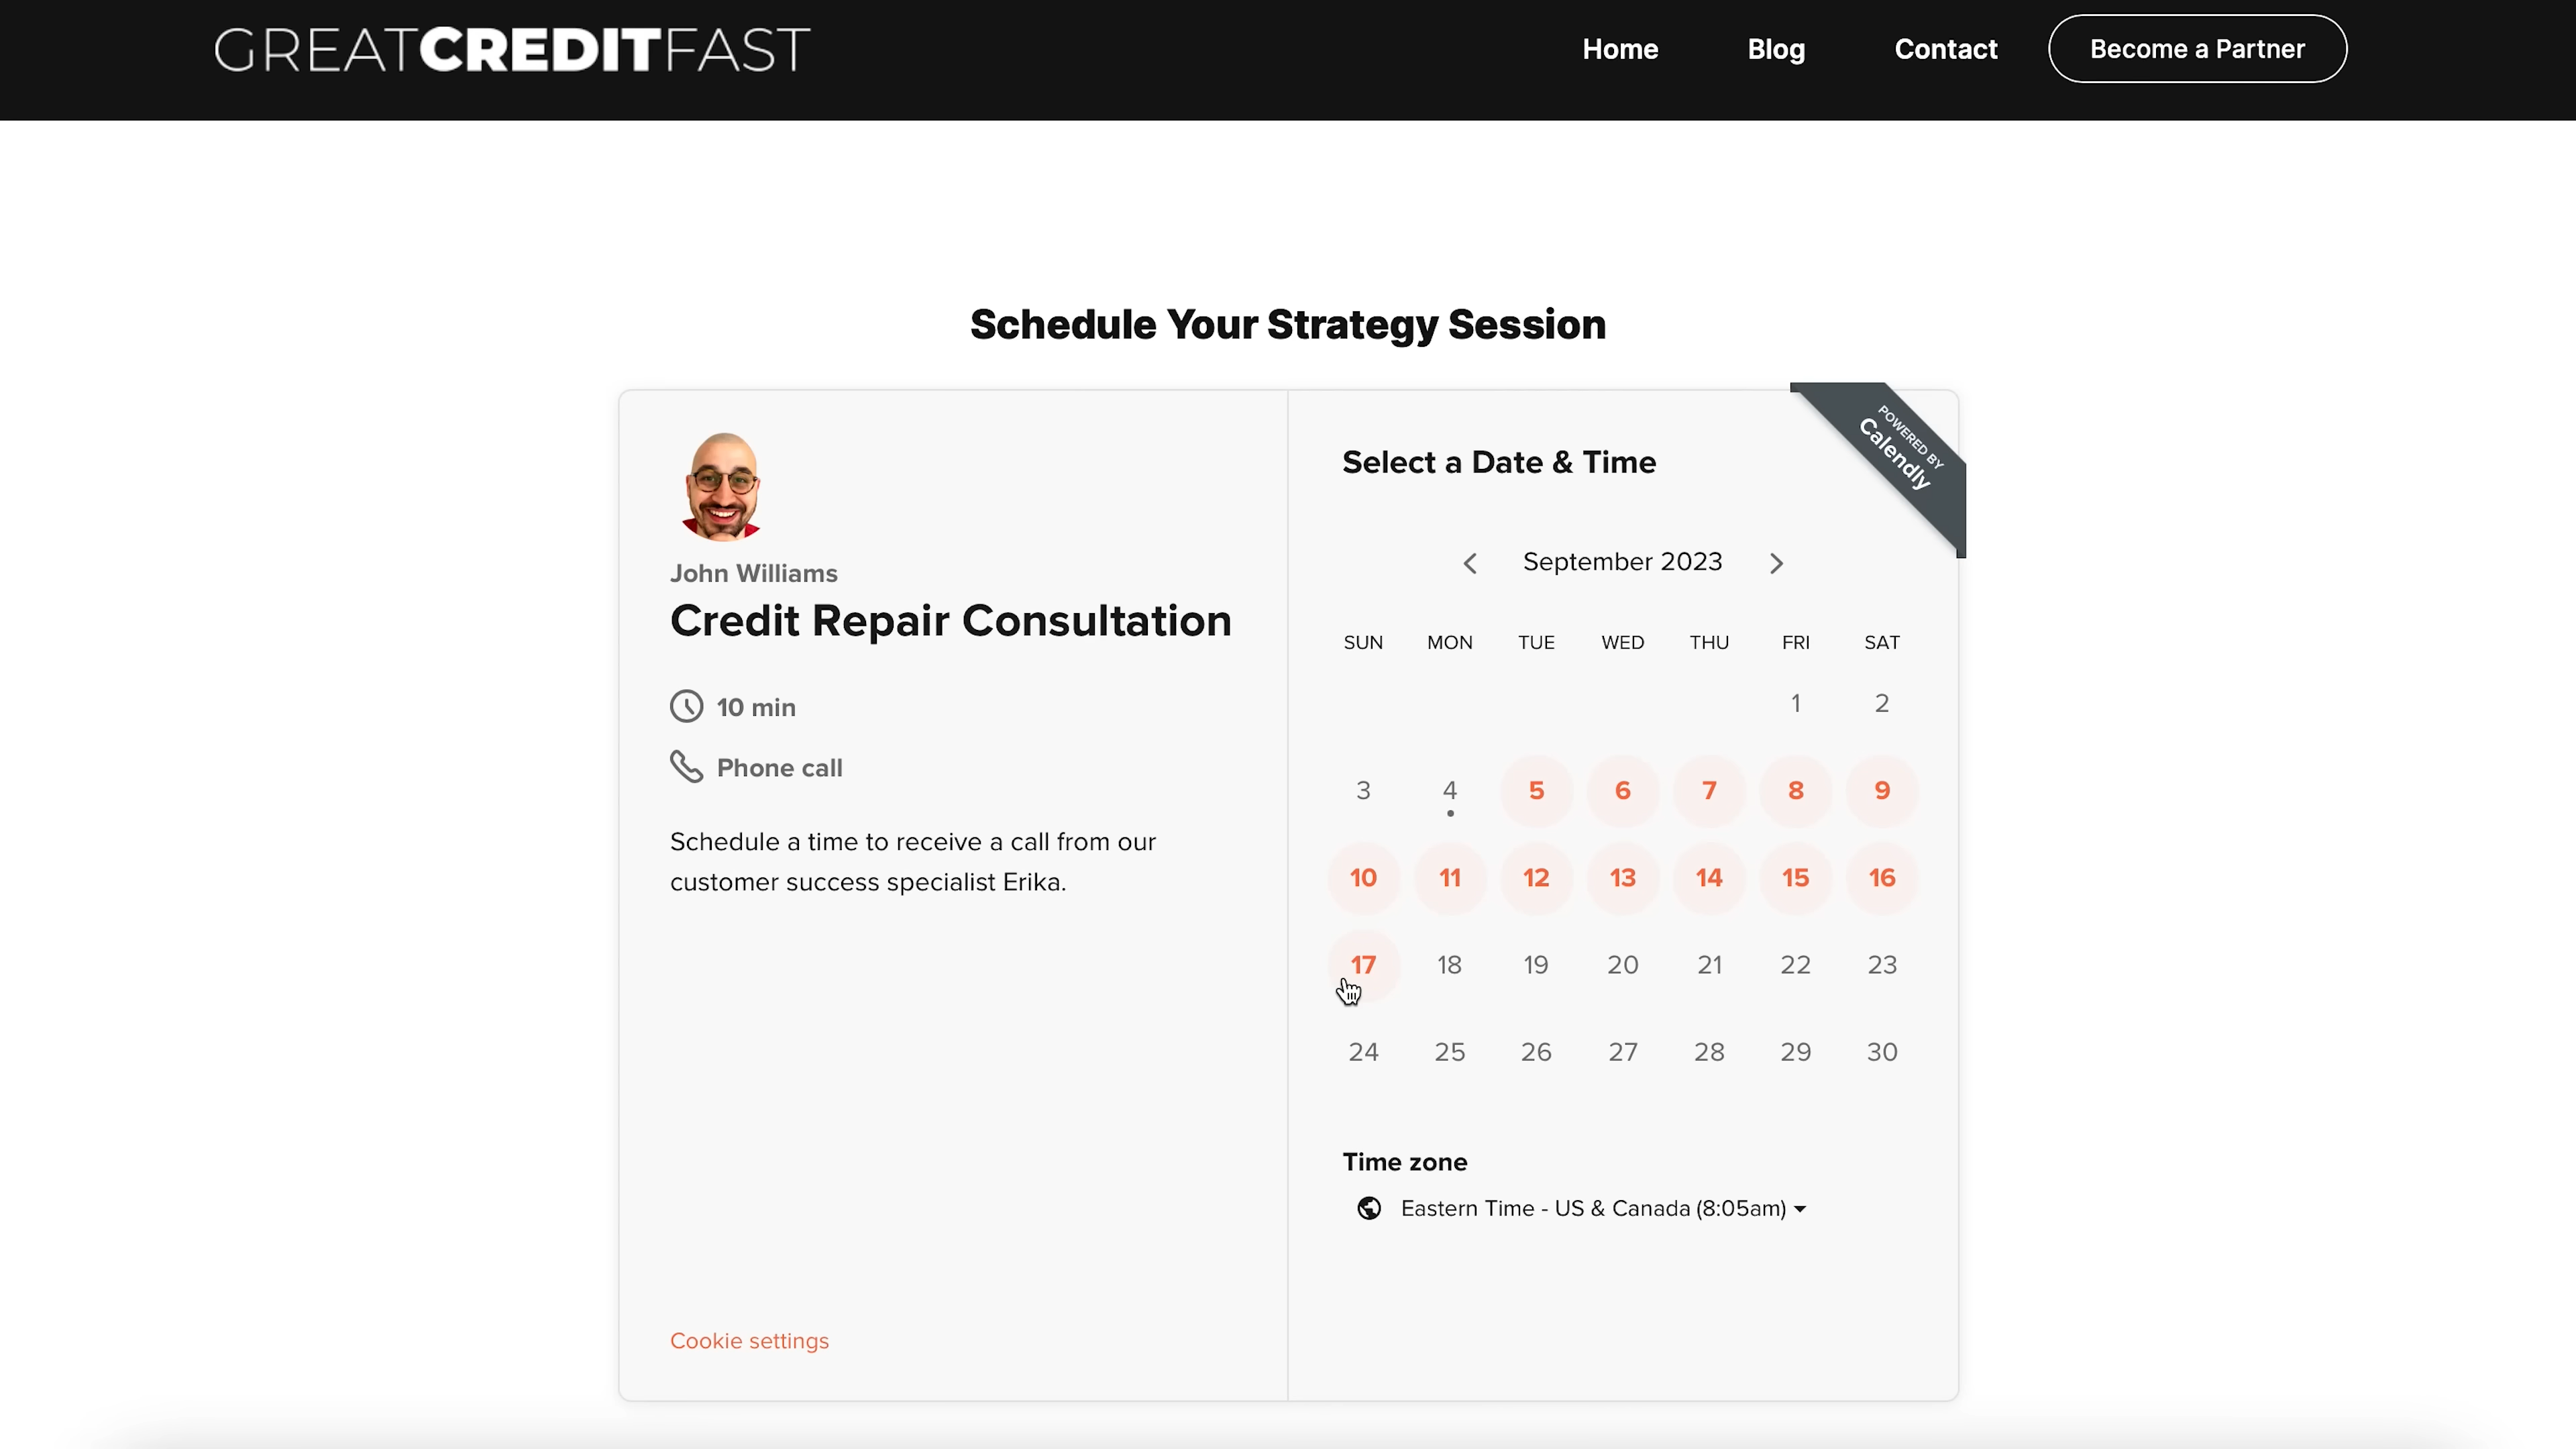 GREATCREDITFAST
Home Blog Contact Become a Partner
Schedule Your Strategy Session
John Williams
Credit Repair Consultation
10 min
Phone call
Schedule a time to receive a call from our
customer success specialist Erika.
Cookie settings
POWERED BY
Calendly
Select a Date & Time
September 2023
SUN MON TUE WED THU FRI SAT
1 2
3 4 5 6 7 8 9
10 11 12 13 14 15 16
17 18 19 20 21 22 23
24 25 26 27 28 29 30
Time zone
Eastern Time - US & Canada (8:05am)